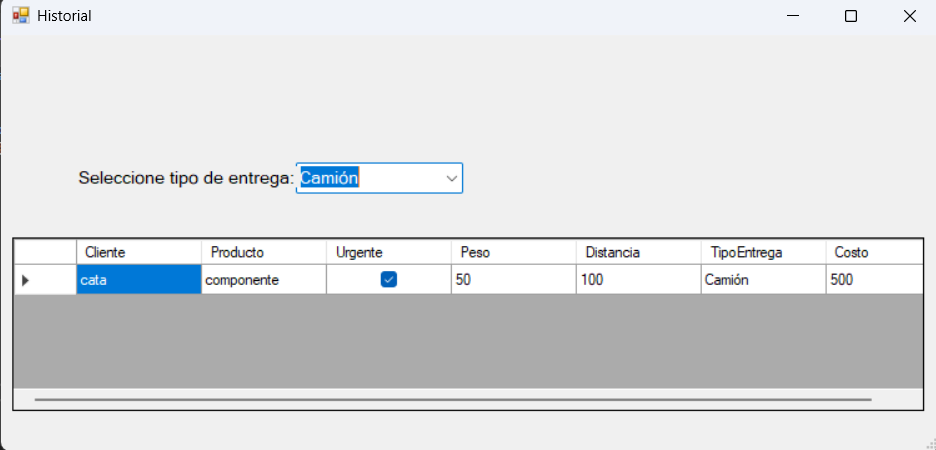 Historial
Seleccione tipo de entrega: Camión
Cliente Producto Urgente Peso Distancia TipoEntrega Costo
cata componente 50 100 Camión 500